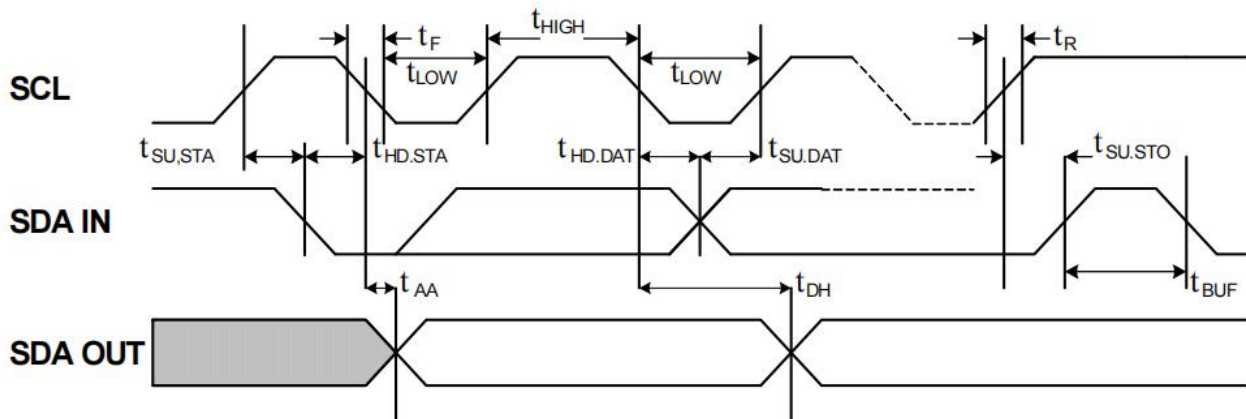 tF
tHIGH
tR
SCL
tLOW
tLOW
tSU,STA
tHD.STA
tHD.DAT
tSU.DAT
tSU.STO
SDA IN
tAA
tDH
tBUF
SDA OUT